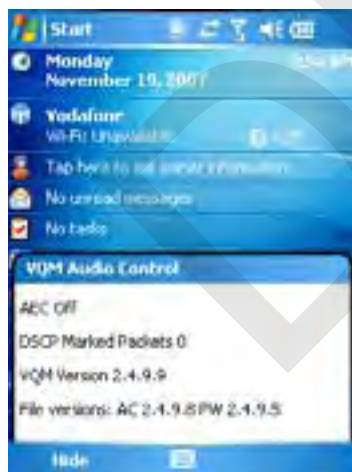 Start
Monday
November 19, 2007
Vodafone
Wi-Fi: Unavailable
Tap here to set owner information
No unread messages
No tasks
VQM Audio Control
AEC Off
DSCP Marked Packets 0
VQM Version 2.4.9.9
File versions: AC 2.4.9.8 PW 2.4.9.5
Hide